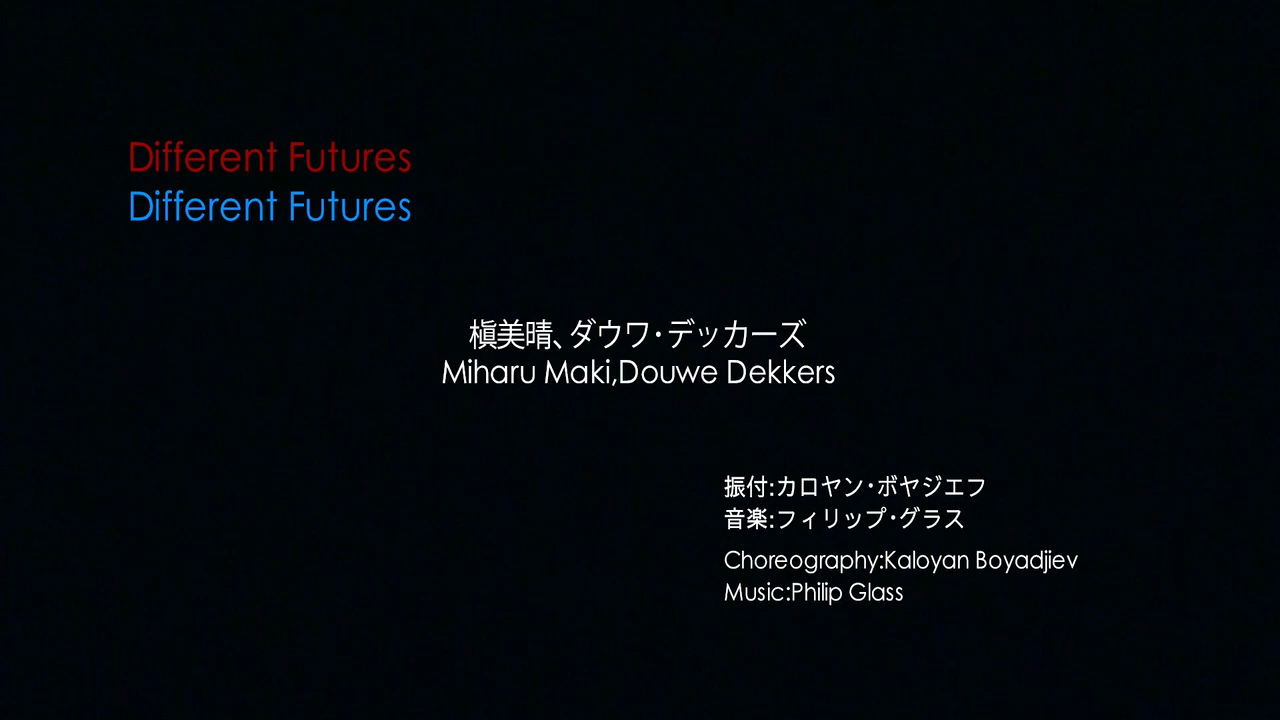 Different Futures
Different Futures
槇美晴、ダウワ・デッカーズ
Miharu Maki,Douwe Dekkers
振付:カロヤン・ボヤジエフ
音楽:フィリップ・グラス
Choreography:Kaloyan Boyadjiev
Music:Philip Glass